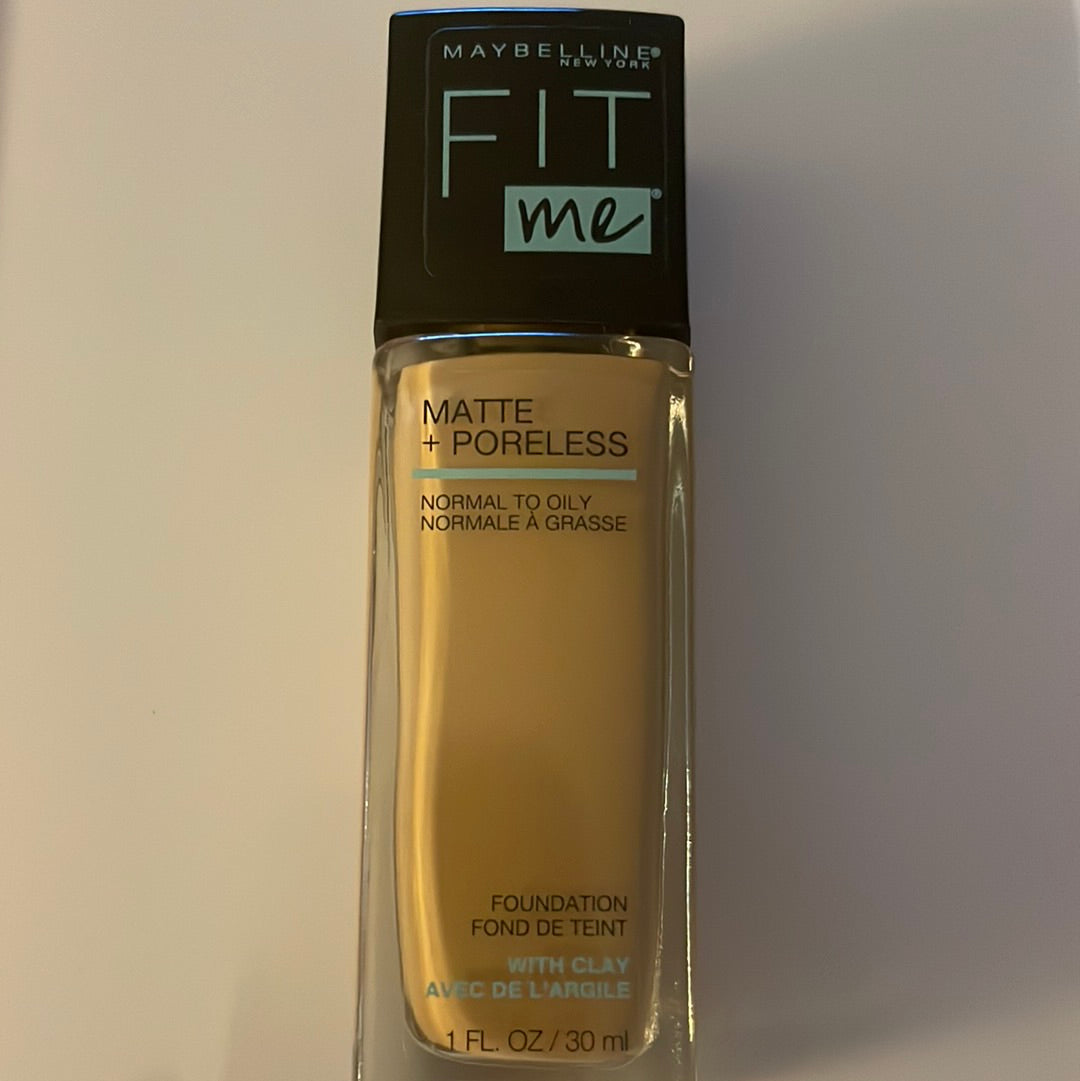 MAYBELLINE®
NEW YORK
FIT
me®
MATTE
+ PORELESS
NORMAL TO OILY
NORMALE À GRASSE
FOUNDATION
FOND DE TEINT
WITH CLAY
AVEC DE L'ARGILE
1 FL. OZ / 30 ml